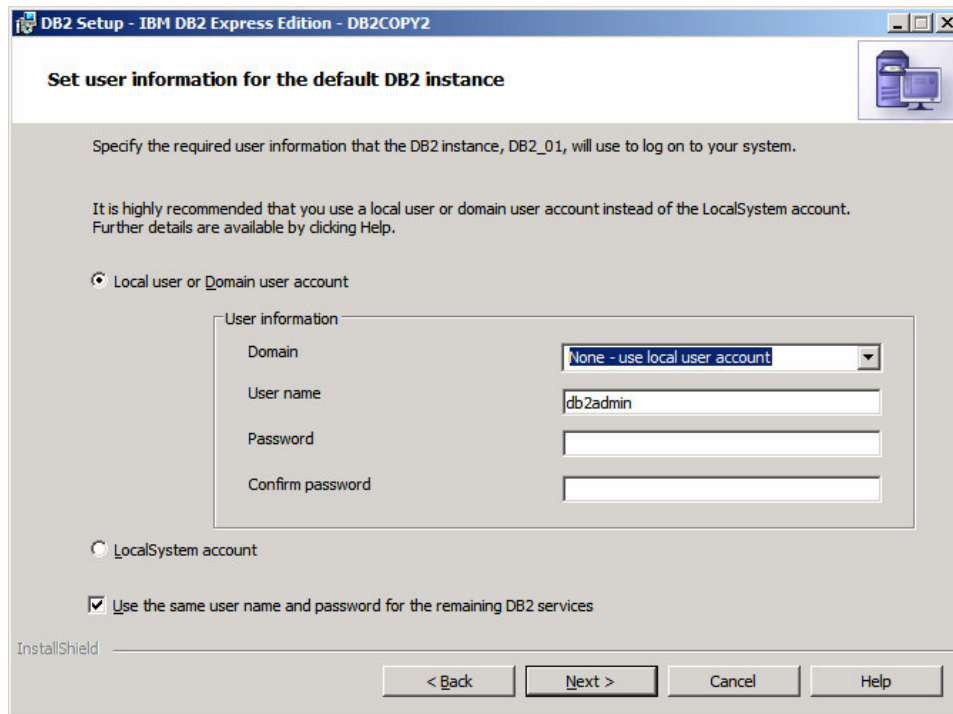 DB2 Setup - IBM DB2 Express Edition - DB2COPY2
Set user information for the default DB2 instance
Specify the required user information that the DB2 instance, DB2_01, will use to log on to your system.
It is highly recommended that you use a local user or domain user account instead of the LocalSystem account.
Further details are available by clicking Help.
Local user or Domain user account
User information
Domain
None - use local user account
User name
db2admin
Password
Confirm password
LocalSystem account
Use the same user name and password for the remaining DB2 services
InstallShield
< Back
Next >
Cancel
Help